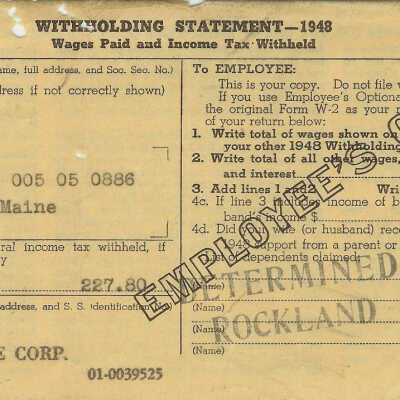 WITHHOLDING STATEMENT—1948
Wages Paid and Income Tax Withheld
name, full address, and Soc. Sec. No.)
address if not correctly shown)
005 05 0886
Maine
income tax withheld, if
227.80
and S. S. Identification No.)
CORP.
01-0039525
To EMPLOYEE:
This is your copy. Do not file
If you use Employee's Optional
the original Form W-2 as your
of your return below:
1. Write total of wages shown on
your other 1948 Withholding
2. Write total of all other wages,
and interest
3. Add lines 1 and 2 Wri
4c. If line 3 includes income of
band's income $
4d. Did your wife (or husband) rece
1948 support from a parent or
List of dependents claimed:
(Name)
(Name)
(Name)
(Name)
EMPLOYEE'S
DETERMINED
ROCKLAND